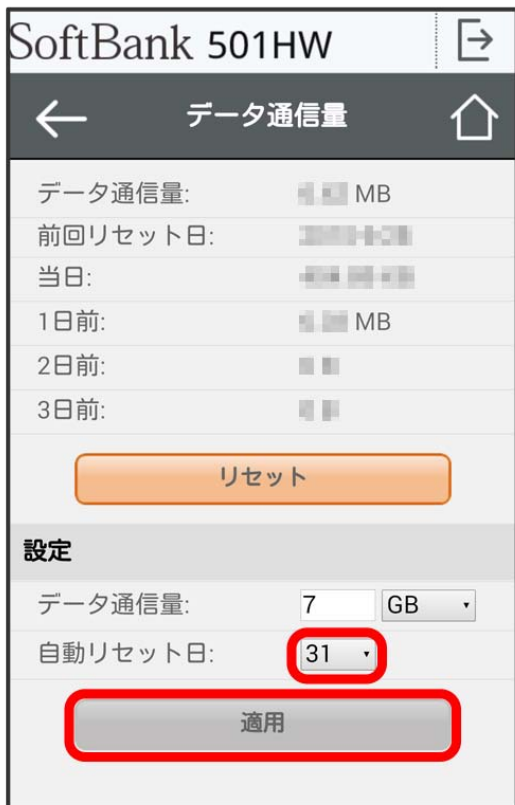 SoftBank 501HW
データ通信量
データ通信量: MB
前回リセット日:
当日:
1日前: MB
2日前:
3日前:
リセット
設定
データ通信量: 7 GB
自動リセット日: 31
適用